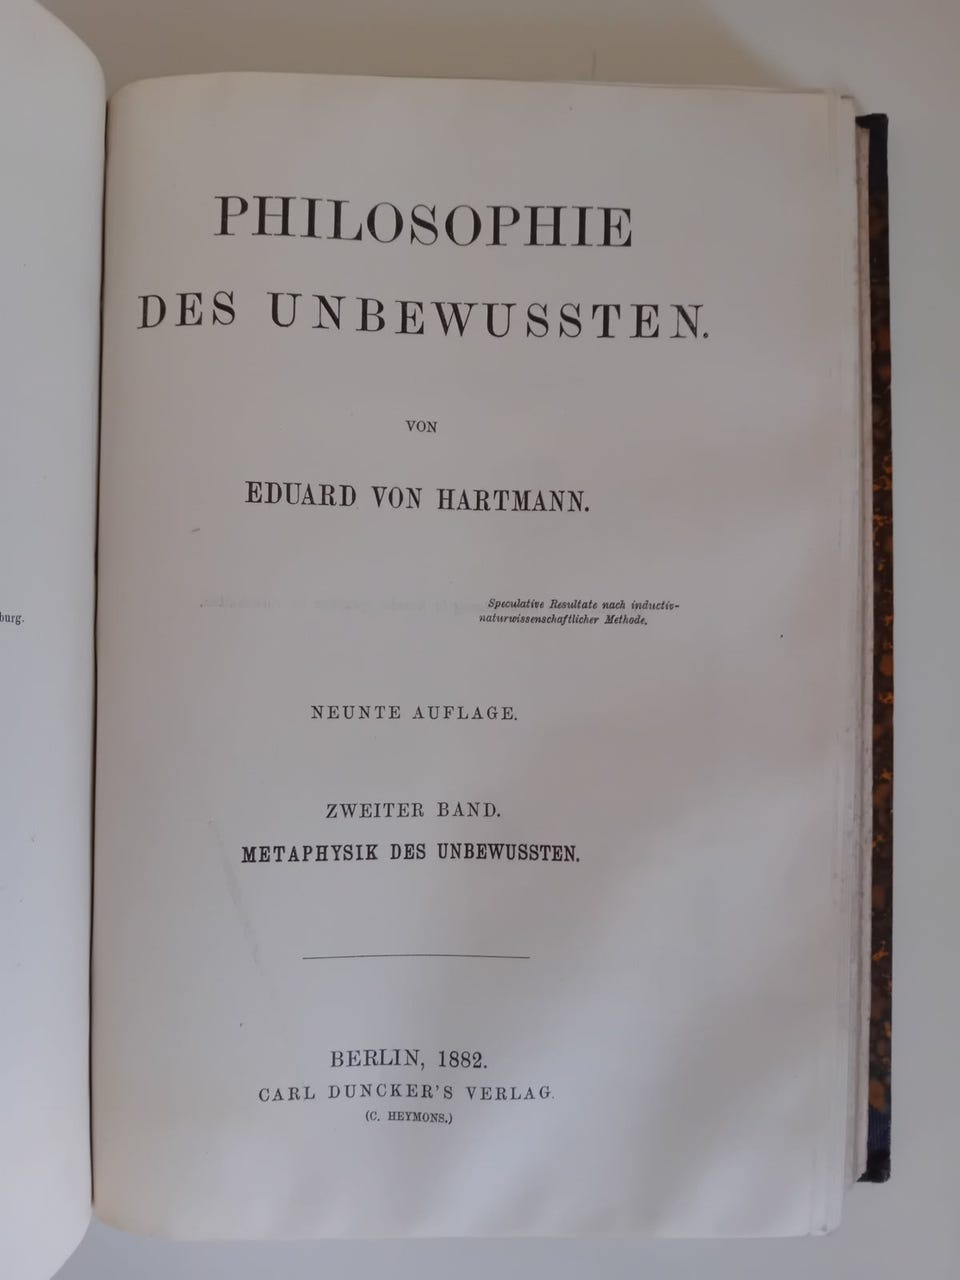 PHILOSOPHIE
DES UNBEWUSSTEN.
VON
EDUARD VON HARTMANN.
Speculative Resultate nach inductiv-
naturwissenschaftlicher Methode.
NEUNTE AUFLAGE.
ZWEITER BAND.
METAPHYSIK DES UNBEWUSSTEN.
BERLIN, 1882.
CARL DUNCKER'S VERLAG.
(C. HEYMONS.)
burg.